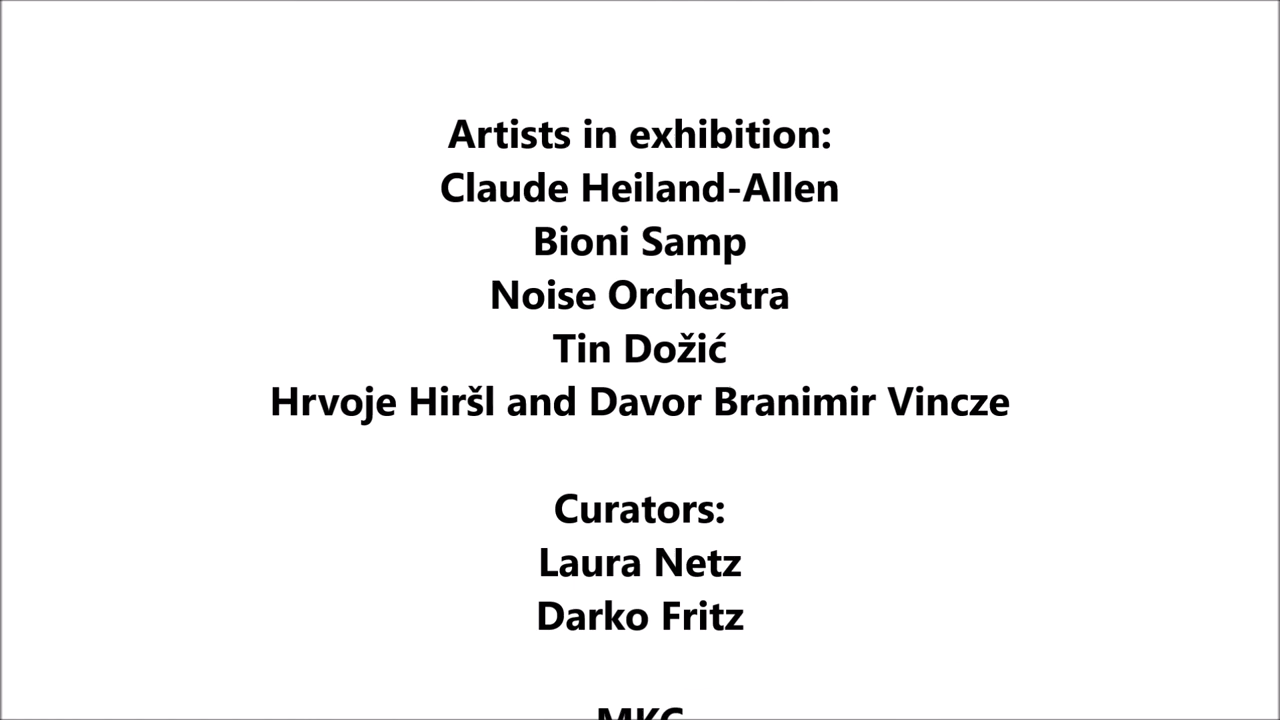 Artists in exhibition:
Claude Heiland-Allen
Bioni Samp
Noise Orchestra
Tin Dožić
Hrvoje Hiršl and Davor Branimir Vincze
Curators:
Laura Netz
Darko Fritz